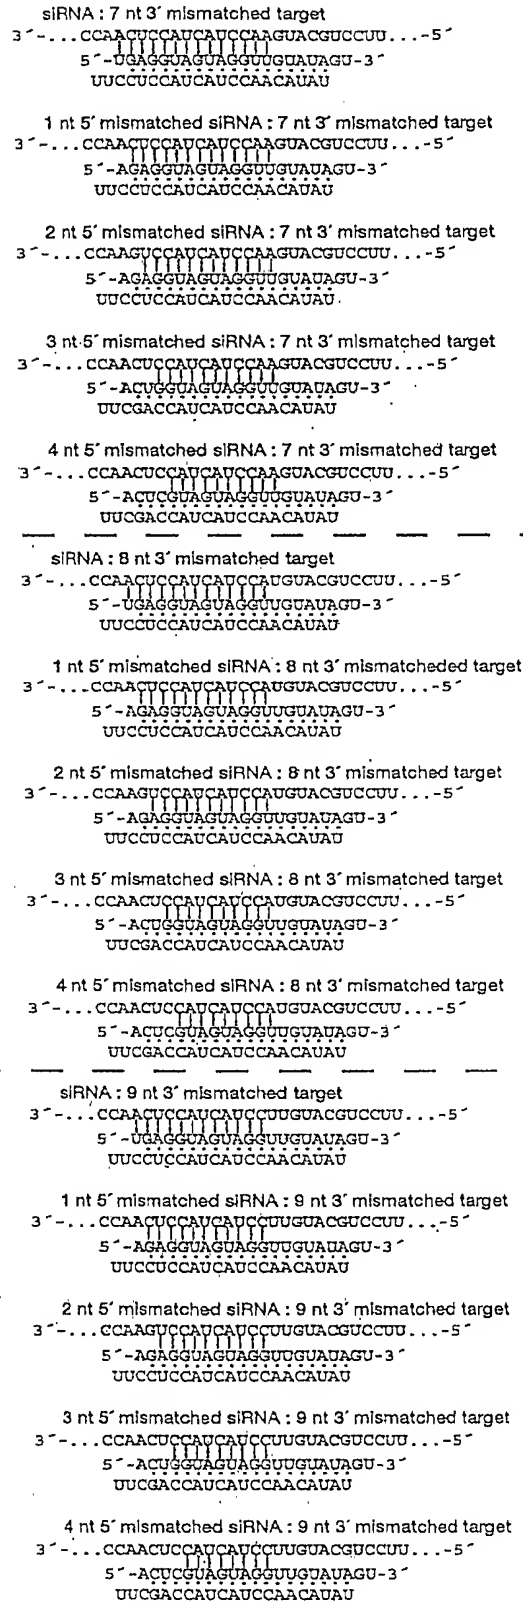 siRNA : 7 nt 3´ mismatched target
3´-...CCAACUCCAUCAUCCAAGUACGUCCUU...-5´
5´-UGAGGUAGUAGGUUGUAUAGU-3´
UUCCUCCAUCAUCCAACAUAU
1 nt 5´ mismatched siRNA : 7 nt 3´ mismatched target
3´-...CCAACUCCAUCAUCCAAGUACGUCCUU...-5´
5´-AGAGGUAGUAGGUUGUAUAGU-3´
UUCCUCCAUCAUCCAACAUAU
2 nt 5´ mismatched siRNA : 7 nt 3´ mismatched target
3´-...CCAAGUCCAUCAUCCAAGUACGUCCUU...-5´
5´-AGAGGUAGUAGGUUGUAUAGU-3´
UUCCUCCAUCAUCCAACAUAU
3 nt 5´ mismatched siRNA : 7 nt 3´ mismatched target
3´-...CCAACUCCAUCAUCCAAGUACGUCCUU...-5´
5´-ACUGGUAGUAGGUUGUAUAGU-3´
UUCGACCAUCAUCCAACAUAU
4 nt 5´ mismatched siRNA : 7 nt 3´ mismatched target
3´-...CCAACUCCAUCAUCCAAGUACGUCCUU...-5´
5´-ACUCGUAGUAGGUUGUAUAGU-3´
UUCGACCAUCAUCCAACAUAU
siRNA : 8 nt 3´ mismatched target
3´-...CCAACUCCAUCAUCCAUGUACGUCCUU...-5´
5´-UGAGGUAGUAGGUUGUAUAGU-3´
UUCCUCCAUCAUCCAACAUAU
1 nt 5´ mismatched siRNA : 8 nt 3´ mismatcheded target
3´-...CCAACUCCAUCAUCCAUGUACGUCCUU...-5´
5´-AGAGGUAGUAGGUUGUAUAGU-3´
UUCCUCCAUCAUCCAACAUAU
2 nt 5´ mismatched siRNA : 8 nt 3´ mismatched target
3´-...CCAAGUCCAUCAUCCAUGUACGUCCUU...-5´
5´-AGAGGUAGUAGGUUGUAUAGU-3´
UUCCUCCAUCAUCCAACAUAU
3 nt 5´ mismatched siRNA : 8 nt 3´ mismatched target
3´-...CCAACUCCAUCAUCCAUGUACGUCCUU...-5´
5´-ACUGGUAGUAGGUUGUAUAGU-3´
UUCGACCAUCAUCCAACAUAU
4 nt 5´ mismatched siRNA : 8 nt 3´ mismatched target
3´-...CCAACUCCAUCAUCCAUGUACGUCCUU...-5´
5´-ACUCGUAGUAGGUUGUAUAGU-3´
UUCGACCAUCAUCCAACAUAU
siRNA : 9 nt 3´ mismatched target
3´-...CCAACUCCAUCAUCCUUGUACGUCCUU...-5´
5´-UGAGGUAGUAGGUUGUAUAGU-3´
UUCCUCCAUCAUCCAACAUAU
1 nt 5´ mismatched siRNA : 9 nt 3´ mismatched target
3´-...CCAACUCCAUCAUCCUUGUACGUCCUU...-5´
5´-AGAGGUAGUAGGUUGUAUAGU-3´
UUCCUCCAUCAUCCAACAUAU
2 nt 5´ mismatched siRNA : 9 nt 3´ mismatched target
3´-...CCAAGUCCAUCAUCCUUGUACGUCCUU...-5´
5´-AGAGGUAGUAGGUUGUAUAGU-3´
UUCCUCCAUCAUCCAACAUAU
3 nt 5´ mismatched siRNA : 9 nt 3´ mismatched target
3´-...CCAACUCCAUCAUCCUUGUACGUCCUU...-5´
5´-ACUGGUAGUAGGUUGUAUAGU-3´
UUCGACCAUCAUCCAACAUAU
4 nt 5´ mismatched siRNA : 9 nt 3´ mismatched target
3´-...CCAACUCCAUCAUCCUUGUACGUCCUU...-5´
5´-ACUCGUAGUAGGUUGUAUAGU-3´
UUCGACCAUCAUCCAACAUAU